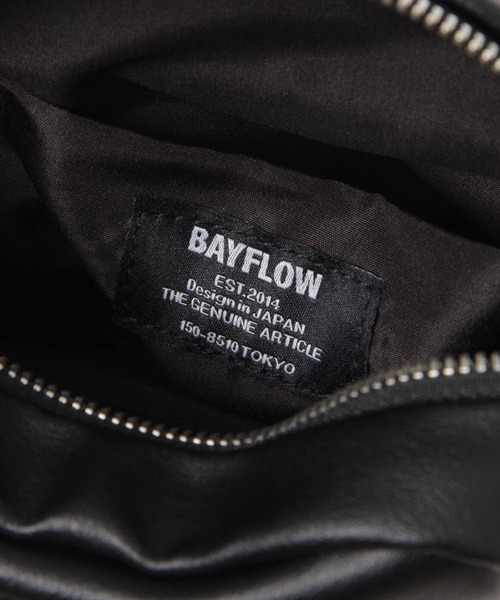 BAYFLOW
EST.2014
Design in JAPAN
THE GENUINE ARTICLE
150-8510 TOKYO